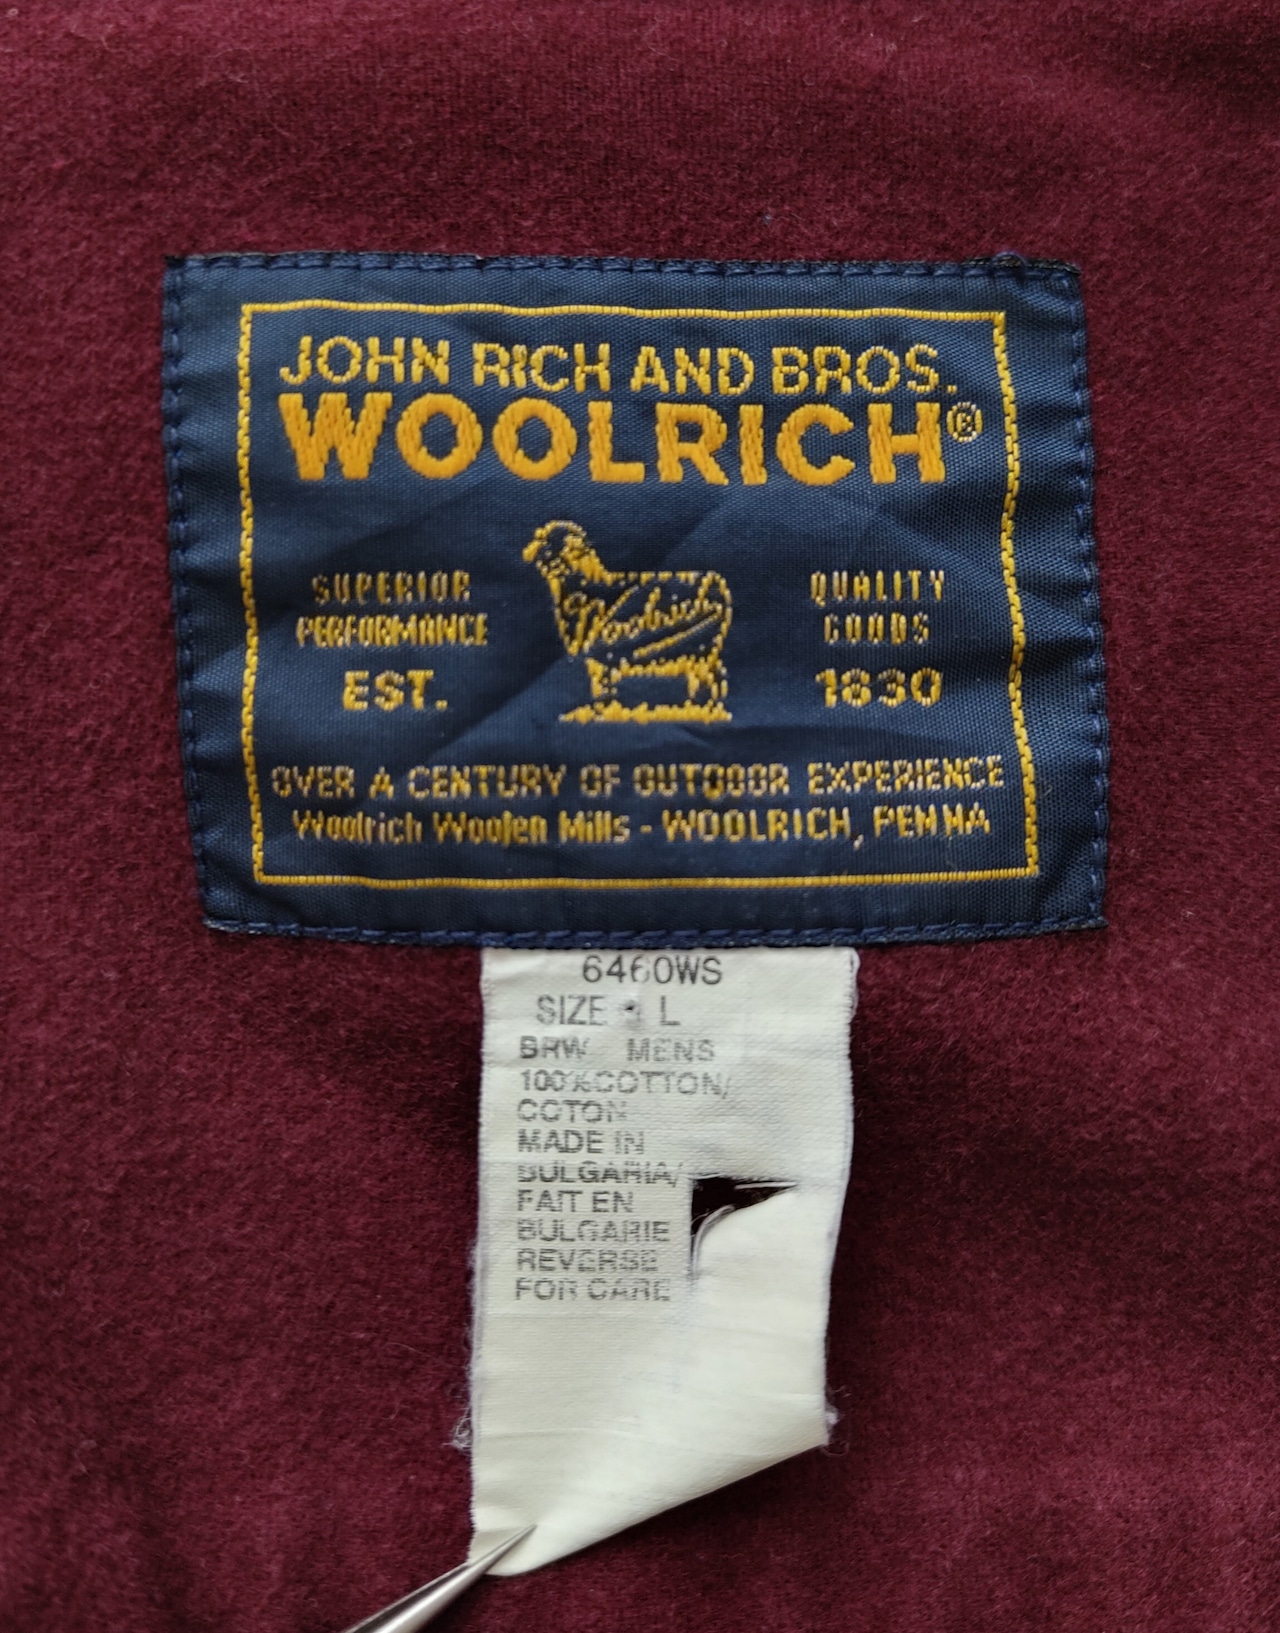 JOHN RICH AND BROS.
WOOLRICH®
SUPERIOR
PERFORMANCE
EST.
Woolrich
QUALITY
GOODS
1830
OVER A CENTURY OF OUTDOOR EXPERIENCE
Woolrich Woolen Mills - WOOLRICH, PENNA
6460WS
SIZE L
BRW MENS
100%COTTON/
COTON
MADE IN
BULGARIA/
FAIT EN
BULGARIE
REVERSE
FOR CARE